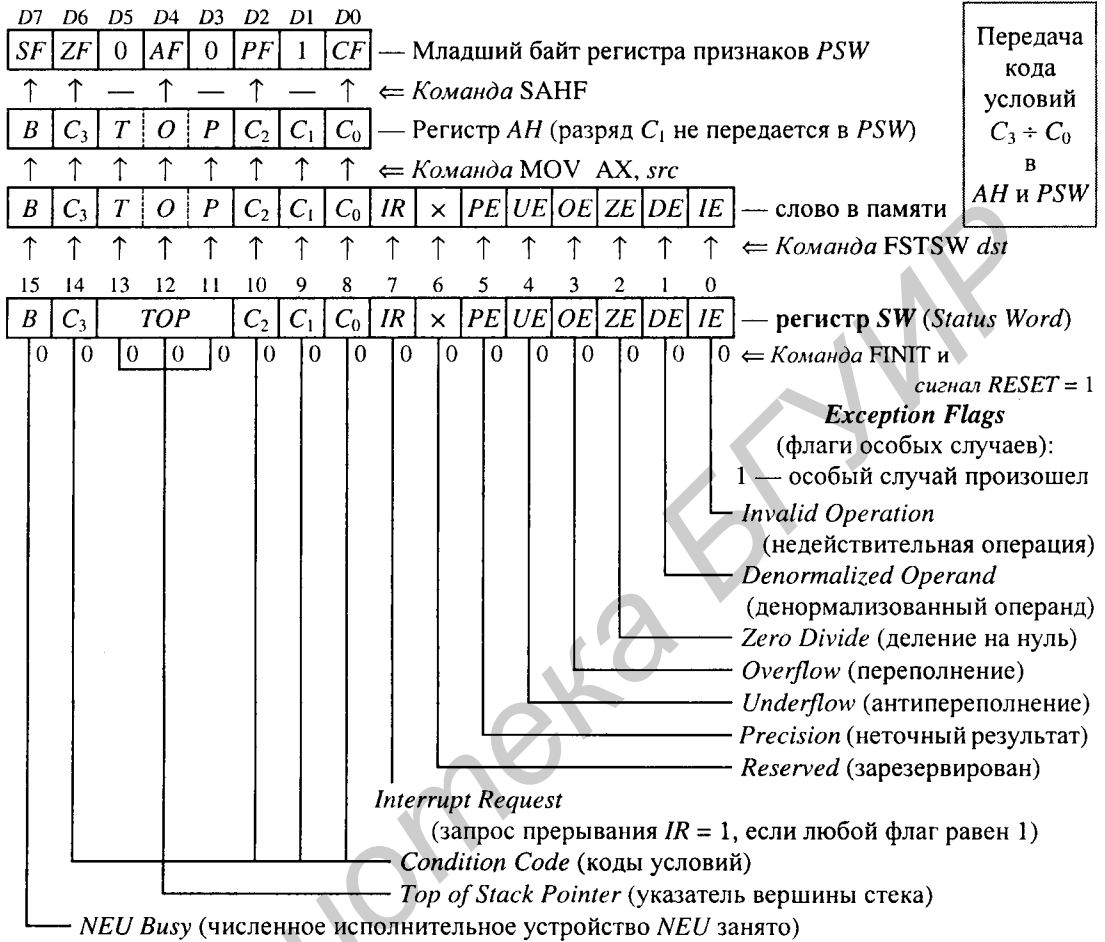 D7 D6 D5 D4 D3 D2 D1 D0
SF ZF 0 AF 0 PF 1 CF — Младший байт регистра признаков PSW
↑ ↑ — ↑ — ↑ — ↑ ⇐ Команда SAHF
B C₃ T O P C₂ C₁ C₀ — Регистр AH (разряд C₁ не передается в PSW)
↑ ↑ ↑ ↑ ↑ ↑ ↑ ↑ ⇐ Команда MOV AX, src
B C₃ T O P C₂ C₁ C₀ IR × PE UE OE ZE DE IE — слово в памяти
↑ ↑ ↑ ↑ ↑ ↑ ↑ ↑ ↑ ↑ ↑ ↑ ↑ ↑ ↑ ↑ ⇐ Команда FSTSW dst
15 14 13 12 11 10 9 8 7 6 5 4 3 2 1 0
B C₃ TOP C₂ C₁ C₀ IR × PE UE OE ZE DE IE — регистр SW (Status Word)
0 0 0 0 0 0 0 0 0 0 0 0 0 0 0 0 ⇐ Команда FINIT и
сигнал RESET = 1
Передача
кода
условий
C₃ ÷ C₀
в
AH и PSW
Exception Flags
(флаги особых случаев):
1 — особый случай произошел
Invalid Operation
(недействительная операция)
Denormalized Operand
(денормализованный операнд)
Zero Divide (деление на нуль)
Overflow (переполнение)
Underflow (антипереполнение)
Precision (неточный результат)
Reserved (зарезервирован)
Interrupt Request
(запрос прерывания IR = 1, если любой флаг равен 1)
Condition Code (коды условий)
Top of Stack Pointer (указатель вершины стека)
NEU Busy (численное исполнительное устройство NEU занято)
отека БГУИР